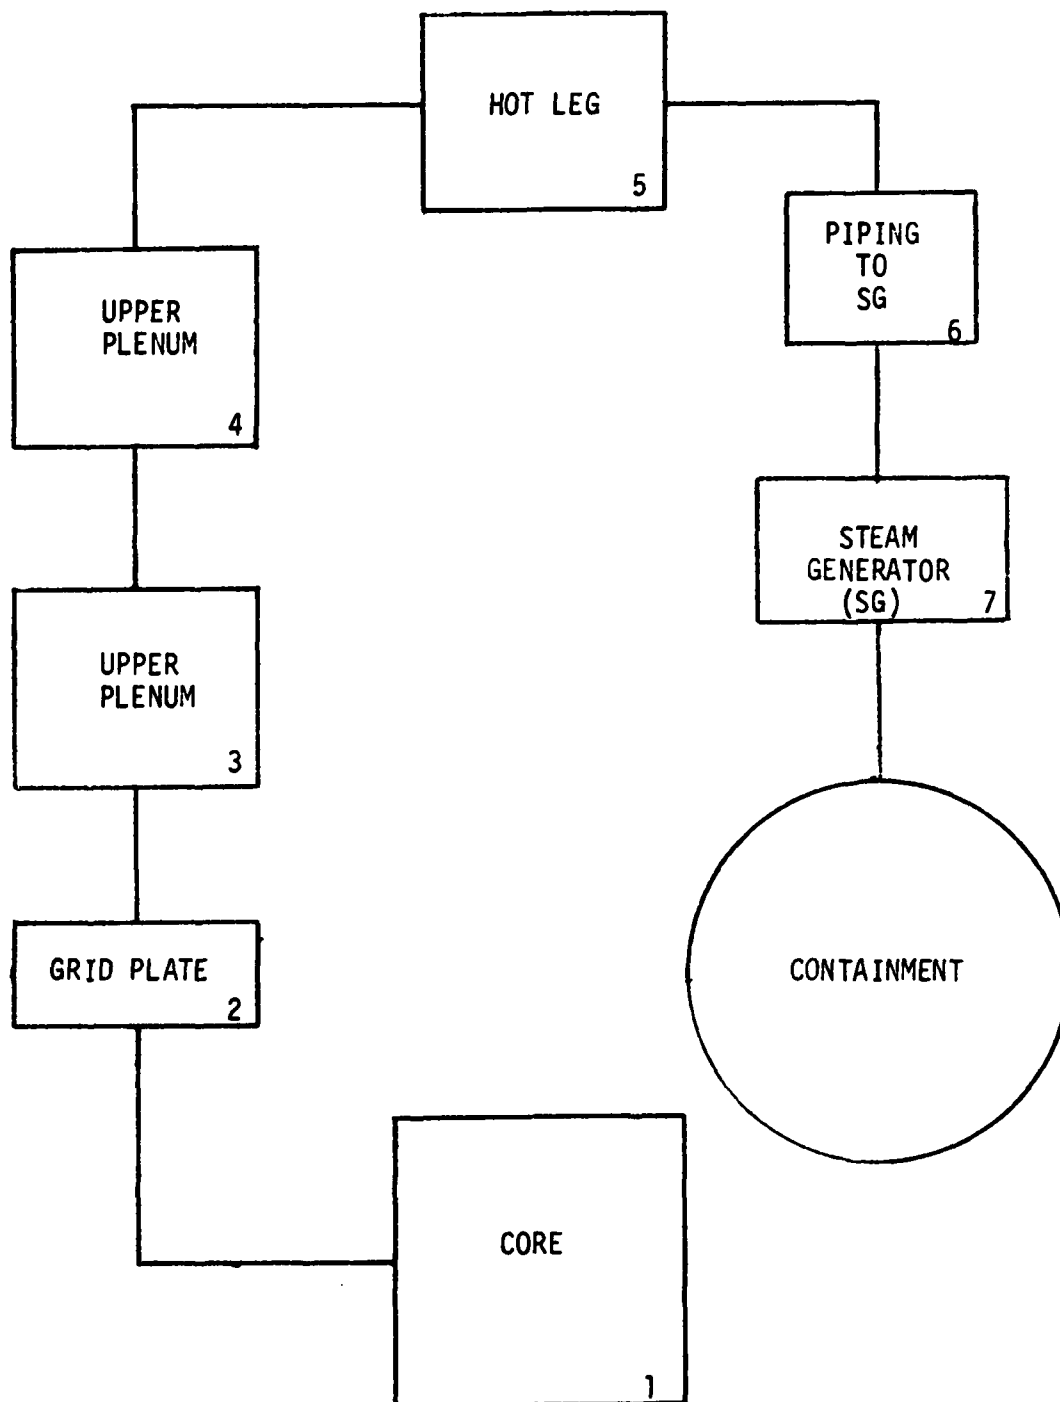 HOT LEG
5
PIPING
TO
SG
6
UPPER
PLENUM
4
STEAM
GENERATOR
(SG) 7
UPPER
PLENUM
3
GRID PLATE
2
CONTAINMENT
CORE
1